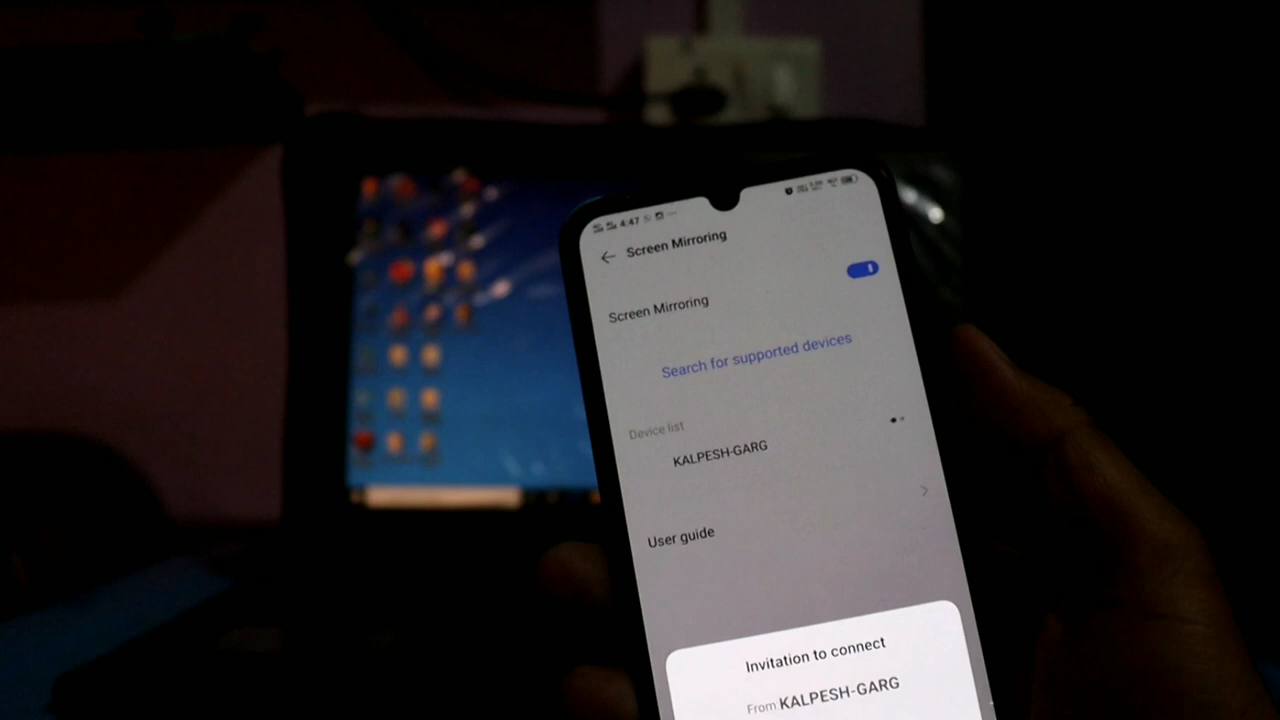 4:47
Screen Mirroring
Screen Mirroring
Search for supported devices
Device list
KALPESH-GARG
User guide
Invitation to connect
From KALPESH-GARG